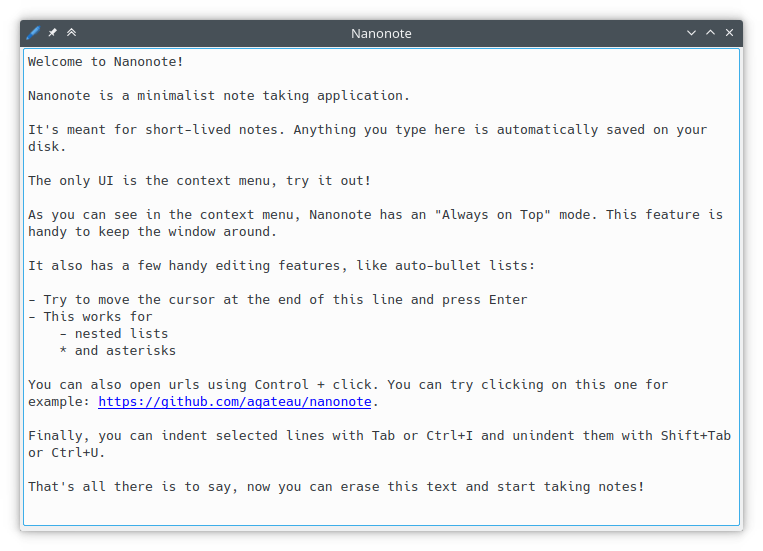 Nanonote
Welcome to Nanonote!
Nanonote is a minimalist note taking application.
It's meant for short-lived notes. Anything you type here is automatically saved on your
disk.
The only UI is the context menu, try it out!
As you can see in the context menu, Nanonote has an "Always on Top" mode. This feature is
handy to keep the window around.
It also has a few handy editing features, like auto-bullet lists:
- Try to move the cursor at the end of this line and press Enter
- This works for
    - nested lists
    * and asterisks
You can also open urls using Control + click. You can try clicking on this one for
example: https://github.com/agateau/nanonote.
Finally, you can indent selected lines with Tab or Ctrl+I and unindent them with Shift+Tab
or Ctrl+U.
That's all there is to say, now you can erase this text and start taking notes!